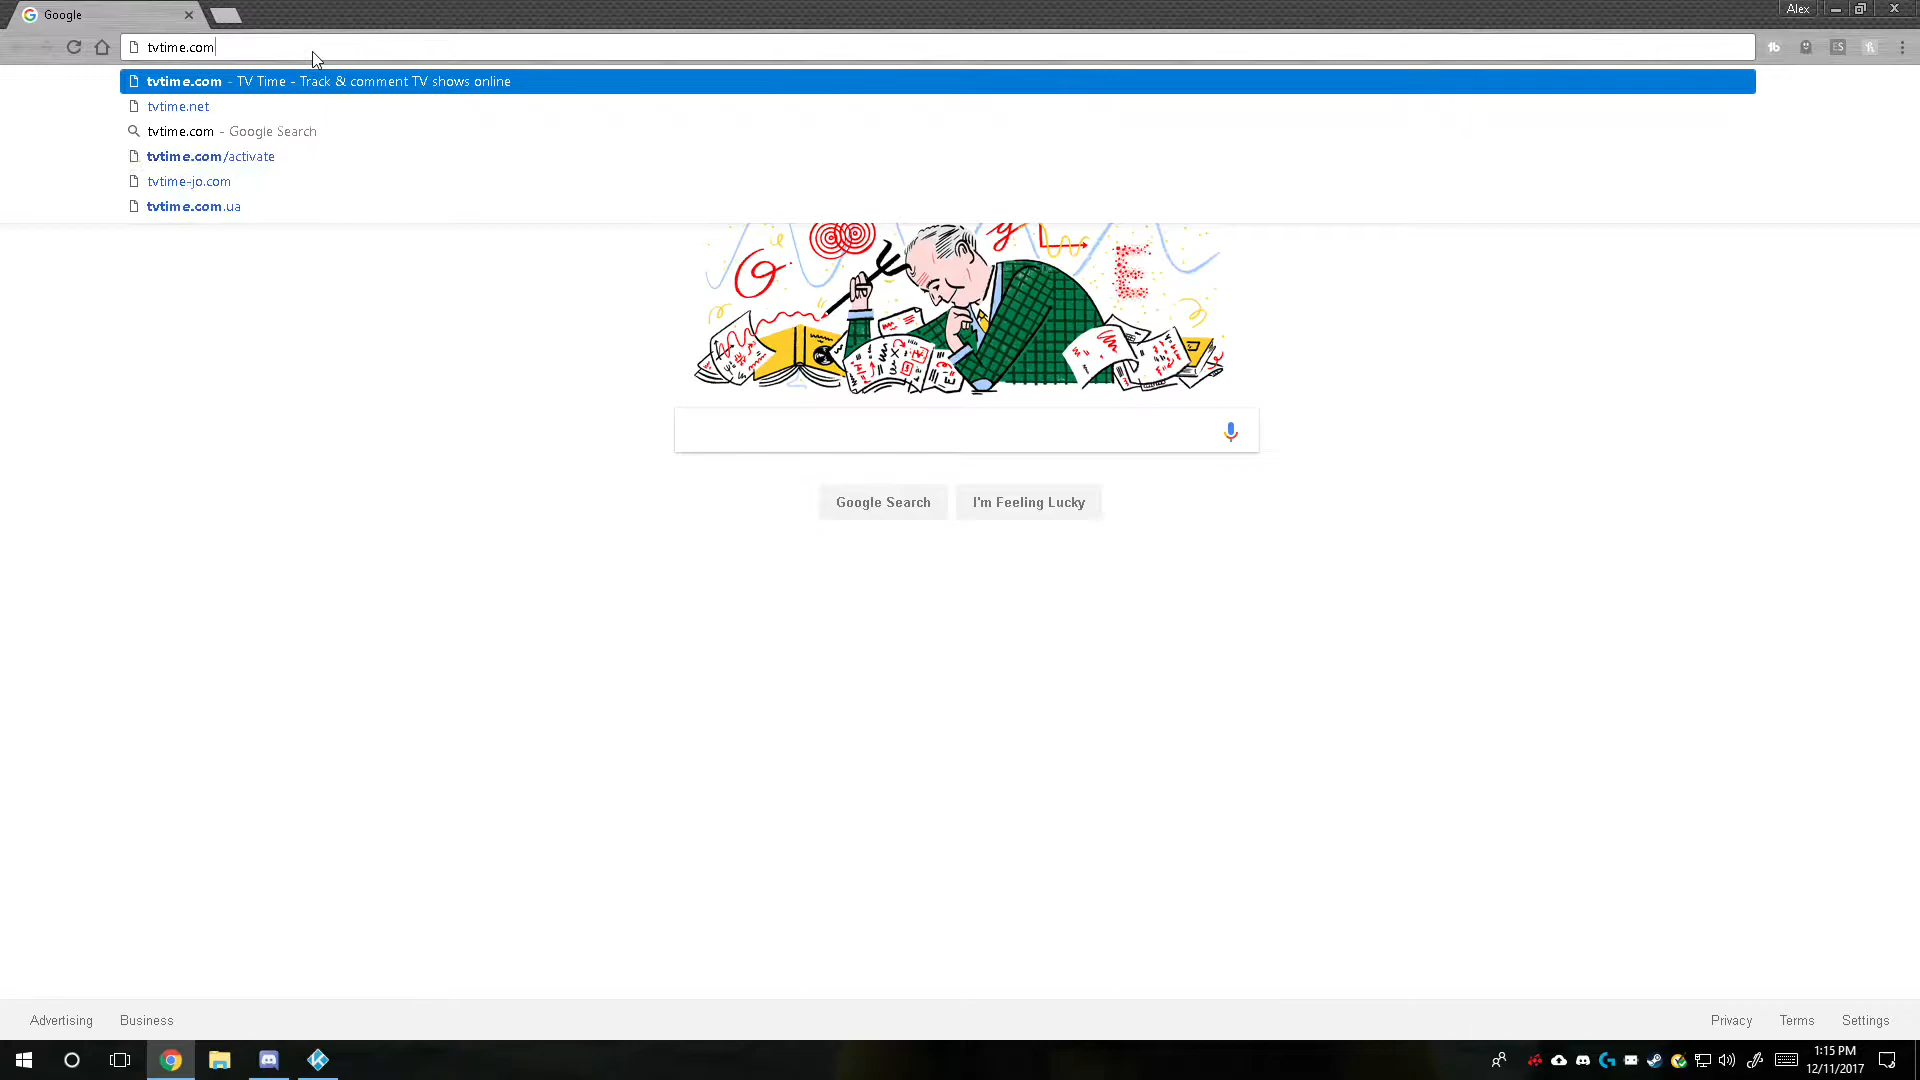 Google
Alex
tvtime.com
tvtime.com - TV Time - Track & comment TV shows online
tvtime.net
tvtime.com - Google Search
tvtime.com/activate
tvtime-jo.com
tvtime.com.ua
Google Search
I'm Feeling Lucky
Advertising
Business
Privacy
Terms
Settings
1:15 PM
12/11/2017